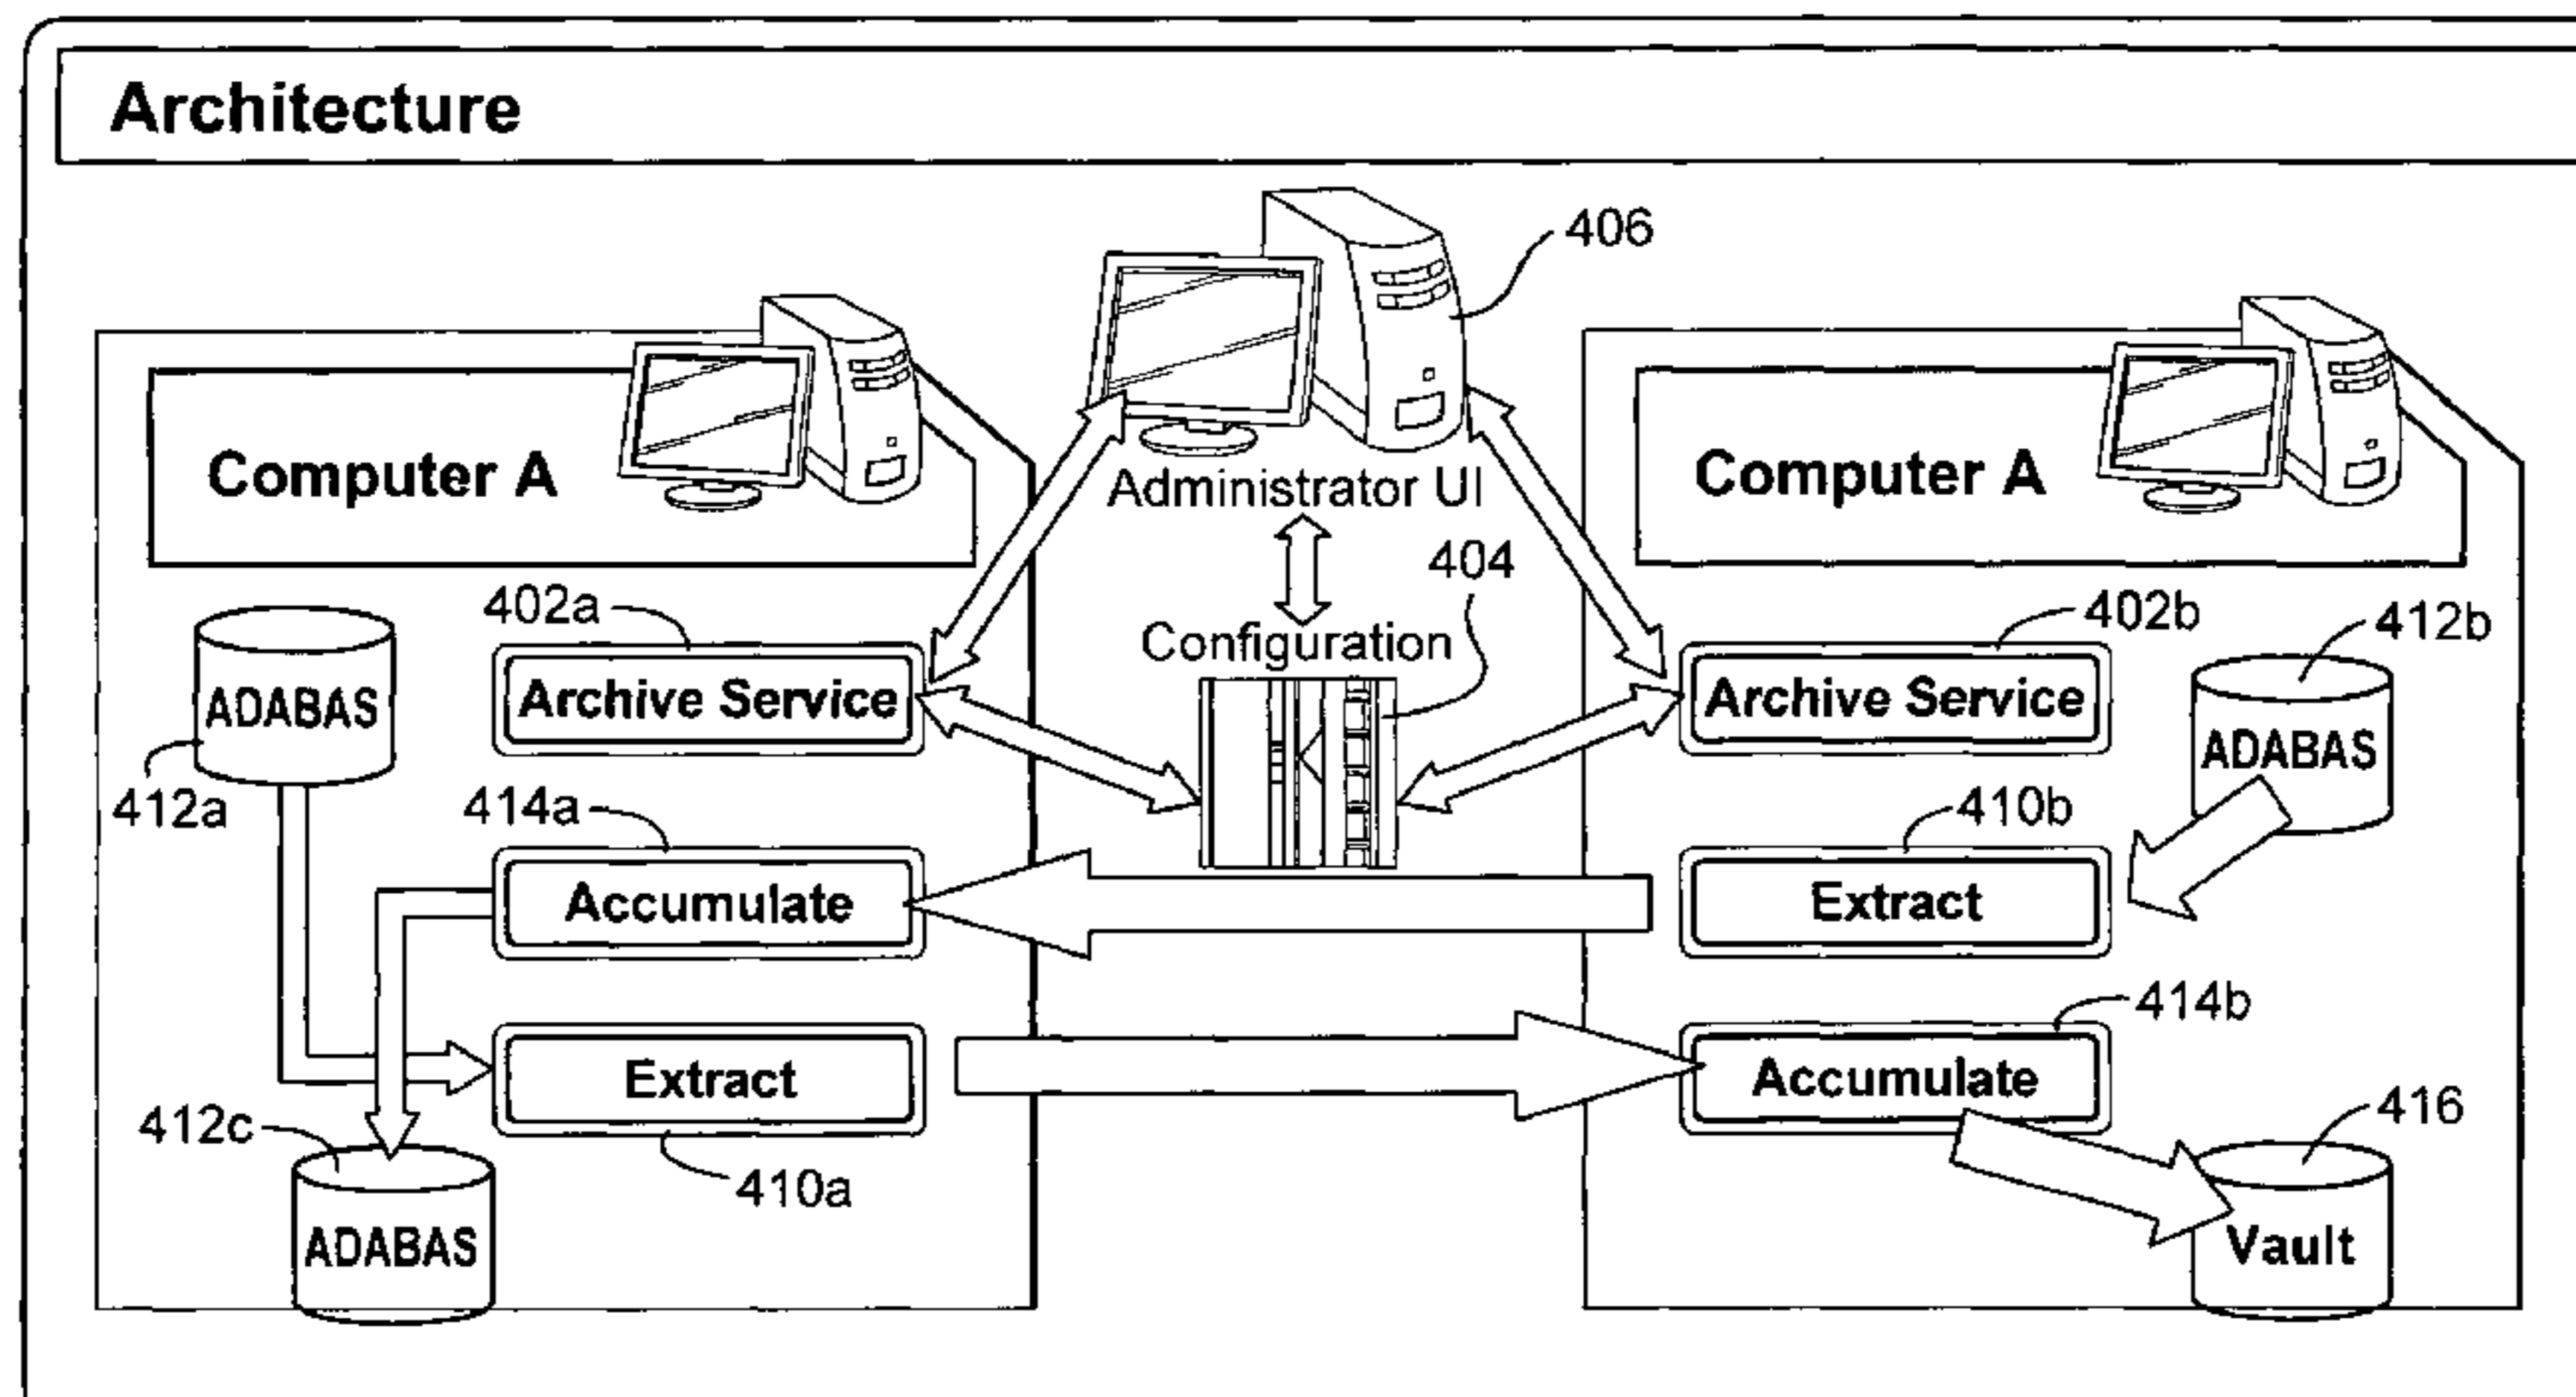 Architecture
406
Computer A
Administrator UI
Computer A
404
402a
Configuration
402b
412b
ADABAS
Archive Service
Archive Service
ADABAS
412a
414a
410b
Accumulate
Extract
414b
Extract
Accumulate
412c
410a
416
ADABAS
Vault